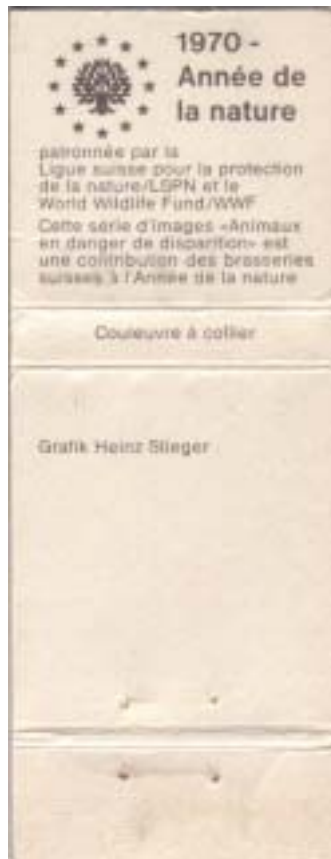 1970 -
Année de
la nature
patronnée par la
Ligue suisse pour la protection
de la nature/LSPN et le
World Wildlife Fund/WWF
Cette série d'images «Animaux
en danger de disparition» est
une contribution des brasseries
suisses à l'Année de la nature
Couleuvre à collier
Grafik Heinz Stieger